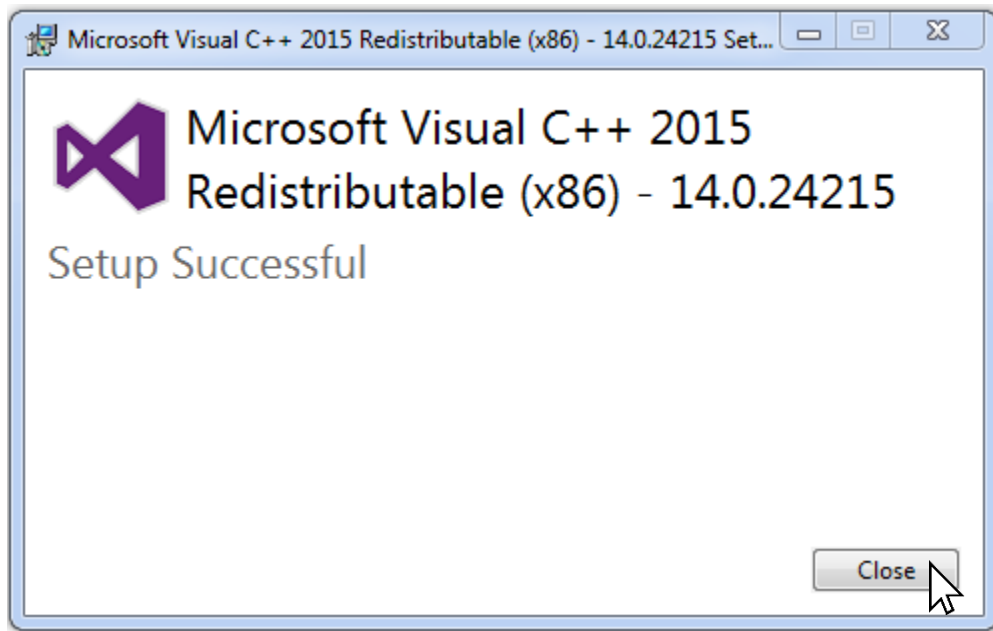 Microsoft Visual C++ 2015 Redistributable (x86) - 14.0.24215 Set...
Microsoft Visual C++ 2015
Redistributable (x86) - 14.0.24215
Setup Successful
Close